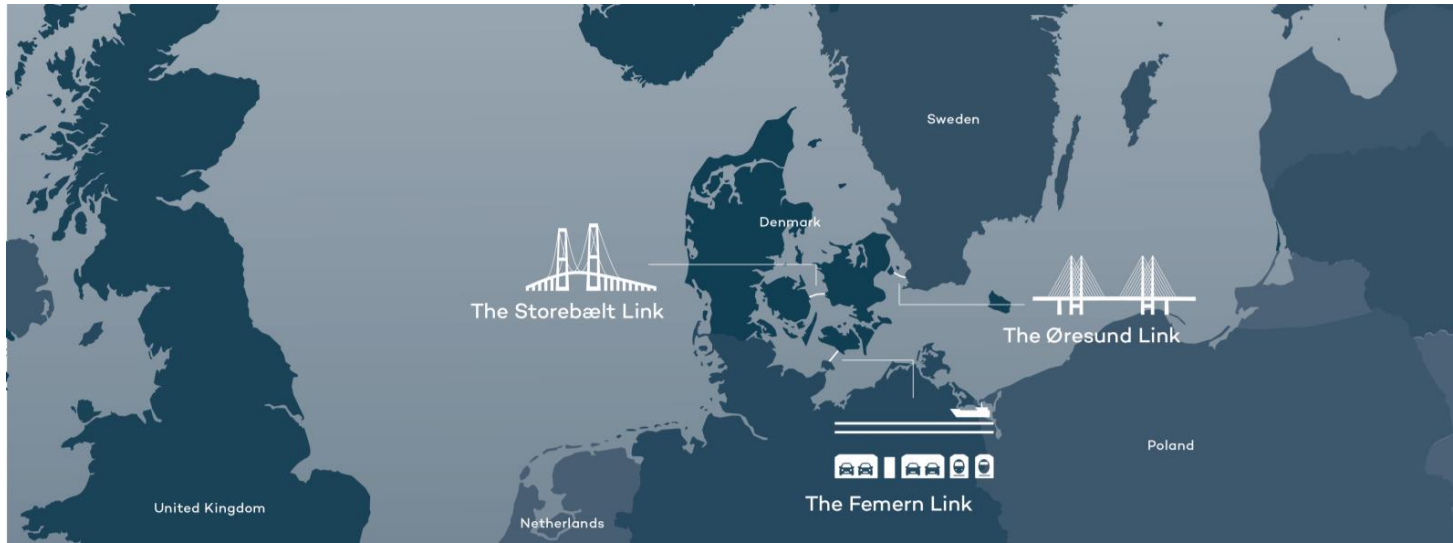 Sweden
Denmark
The Storebælt Link
The Øresund Link
Poland
The Femern Link
United Kingdom
Netherlands